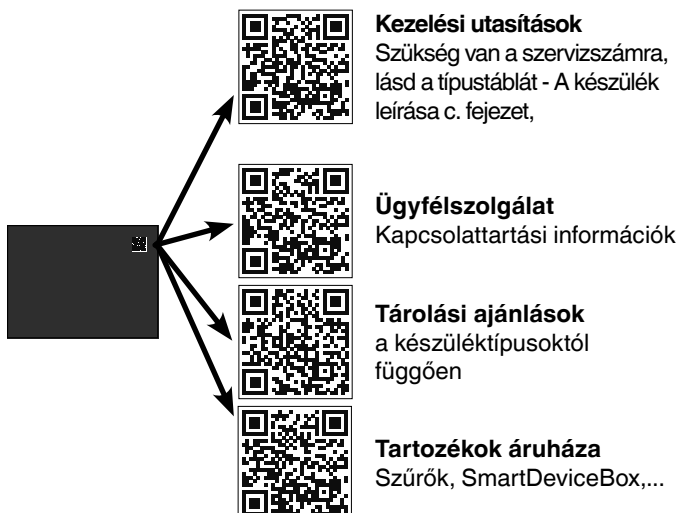 Kezelési utasítások
Szükség van a szervizszámra,
lásd a típustáblát - A készülék
leírása c. fejezet,
Ügyfélszolgálat
Kapcsolattartási információk
Tárolási ajánlások
a készüléktípusoktól
függően
Tartozékok áruháza
Szűrők, SmartDeviceBox,...